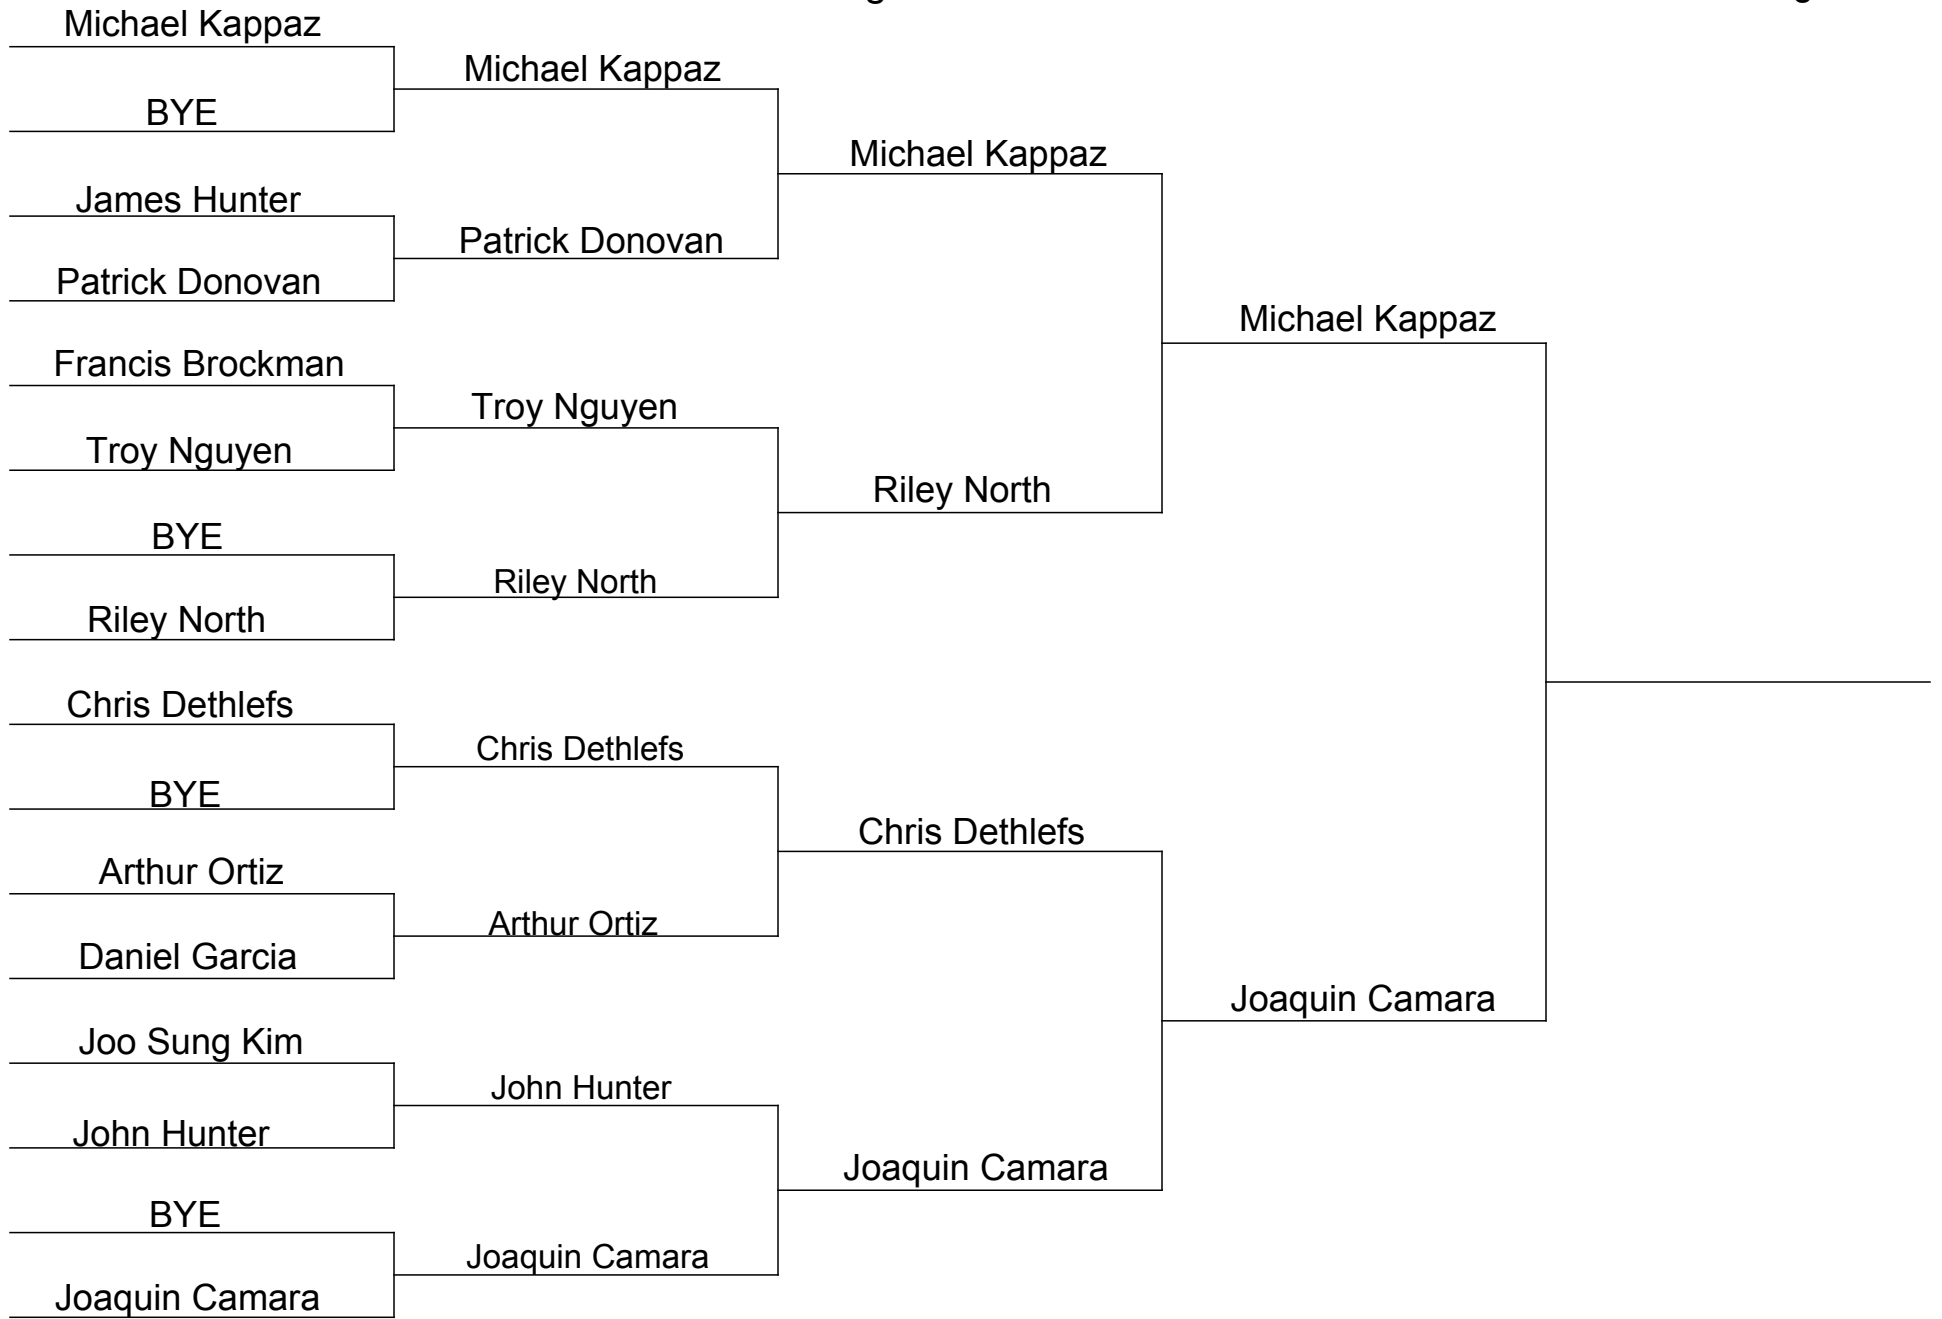 Michael Kappaz
Michael Kappaz
BYE
Michael Kappaz
James Hunter
Patrick Donovan
Patrick Donovan
Michael Kappaz
Francis Brockman
Troy Nguyen
Troy Nguyen
Riley North
BYE
Riley North
Riley North
Chris Dethlefs
Chris Dethlefs
BYE
Chris Dethlefs
Arthur Ortiz
Arthur Ortiz
Daniel Garcia
Joaquin Camara
Joo Sung Kim
John Hunter
John Hunter
Joaquin Camara
BYE
Joaquin Camara
Joaquin Camara